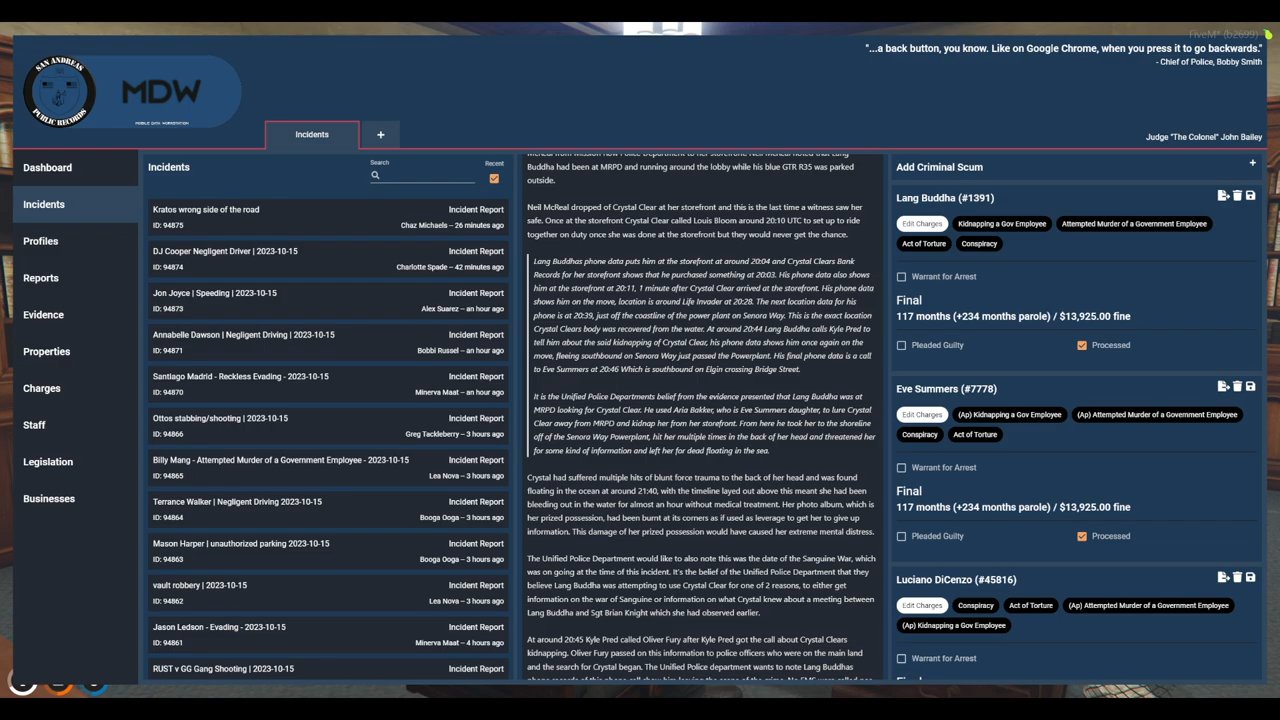 FiveM* (b2699)
"...a back button, you know. Like on Google Chrome, when you press it to go backwards."
- Chief of Police, Bobby Smith
SAN ANDREAS
PUBLIC RECORDS
MDW
MOBILE DATA WORKSTATION
Incidents
+
Judge "The Colonel" John Bailey
Dashboard
Incidents
Profiles
Reports
Evidence
Properties
Charges
Staff
Legislation
Businesses
Incidents
Search
Recent
Kratos wrong side of the road
Incident Report
ID: 94875
Chaz Michaels – 26 minutes ago
DJ Cooper Negligent Driver | 2023-10-15
Incident Report
ID: 94874
Charlotte Spade – 42 minutes ago
Jon Joyce | Speeding | 2023-10-15
Incident Report
ID: 94873
Alex Suarez – an hour ago
Annabelle Dawson | Negligent Driving | 2023-10-15
Incident Report
ID: 94871
Bobbi Russel – an hour ago
Santiago Madrid - Reckless Evading - 2023-10-15
Incident Report
ID: 94870
Minerva Maat – an hour ago
Ottos stabbing/shooting | 2023-10-15
Incident Report
ID: 94866
Greg Tackleberry – 3 hours ago
Billy Mang - Attempted Murder of a Government Employee - 2023-10-15
Incident Report
ID: 94865
Lea Nova – 3 hours ago
Terrance Walker | Negligent Driving 2023-10-15
Incident Report
ID: 94864
Booga Ooga – 3 hours ago
Mason Harper | unauthorized parking 2023-10-15
Incident Report
ID: 94863
Booga Ooga – 3 hours ago
vault robbery | 2023-10-15
Incident Report
ID: 94862
Lea Nova – 3 hours ago
Jason Ledson - Evading - 2023-10-15
Incident Report
ID: 94861
Minerva Maat – 4 hours ago
RUST v GG Gang Shooting | 2023-10-15
Incident Report
McReal from Mission Row Police Department to her storefront. Neil McReal noted that Lang
Buddha had been at MRPD and running around the lobby while his blue GTR R35 was parked
outside.
Neil McReal dropped of Crystal Clear at her storefront and this is the last time a witness saw her
safe. Once at the storefront Crystal Clear called Louis Bloom around 20:10 UTC to set up to ride
together on duty once she was done at the storefront but they would never get the chance.
Lang Buddhas phone data puts him at the storefront at around 20:04 and Crystal Clears Bank
Records for her storefront shows that he purchased something at 20:03. His phone data also shows
him at the storefront at 20:11, 1 minute after Crystal Clear arrived at the storefront. His phone data
shows him on the move, location is around Life Invader at 20:28. The next location data for his
phone is at 20:39, just off the coastline of the power plant on Senora Way. This is the exact location
Crystal Clears body was recovered from the water. At around 20:44 Lang Buddha calls Kyle Pred to
tell him about the said kidnapping of Crystal Clear, his phone data shows him once again on the
move, fleeing southbound on Senora Way just passed the Powerplant. His final phone data is a call
to Eve Summers at 20:46 Which is southbound on Elgin crossing Bridge Street.
It is the Unified Police Departments belief from the evidence presented that Lang Buddha was at
MRPD looking for Crystal Clear. He used Aria Bakker, who is Eve Summers daughter, to lure Crystal
Clear away from MRPD and kidnap her from her storefront. From here he took her to the shoreline
off of the Senora Way Powerplant, hit her multiple times in the back of her head and threatened her
for some kind of information and left her for dead floating in the sea.
Crystal had suffered multiple hits of blunt force trauma to the back of her head and was found
floating in the ocean at around 21:40, with the timeline laid out above this meant she had been
bleeding out in the water for almost an hour without medical treatment. Her photo album, which is
her prized possession, had been burnt at its corners as if used as leverage to get her to give up
information. This damage of her prized possession would have caused her extreme mental distress.
The Unified Police Department would like to also note this was the date of the Sanguine War, which
was on going at the time of this incident. It's the belief of the Unified Police Department that they
believe Lang Buddha was attempting to use Crystal Clear for one of 2 reasons, to either get
information on the war of Sanguine or information on what Crystal knew about a meeting between
Lang Buddha and Sgt Brian Knight which she had observed earlier.
At around 20:45 Kyle Pred called Oliver Fury after Kyle Pred got the call about Crystal Clears
kidnapping. Oliver Fury passed on this information to police officers who were on the main land
and the search for Crystal began. The Unified Police department wants to note Lang Buddhas
Add Criminal Scum
+
Lang Buddha (#1391)
Edit Charges
Kidnapping a Gov Employee
Attempted Murder of a Government Employee
Act of Torture
Conspiracy
Warrant for Arrest
Final
117 months (+234 months parole) / $13,925.00 fine
Pleaded Guilty
Processed
Eve Summers (#7778)
Edit Charges
(Ap) Kidnapping a Gov Employee
(Ap) Attempted Murder of a Government Employee
Conspiracy
Act of Torture
Warrant for Arrest
Final
117 months (+234 months parole) / $13,925.00 fine
Pleaded Guilty
Processed
Luciano DiCenzo (#45816)
Edit Charges
Conspiracy
Act of Torture
(Ap) Attempted Murder of a Government Employee
(Ap) Kidnapping a Gov Employee
Warrant for Arrest